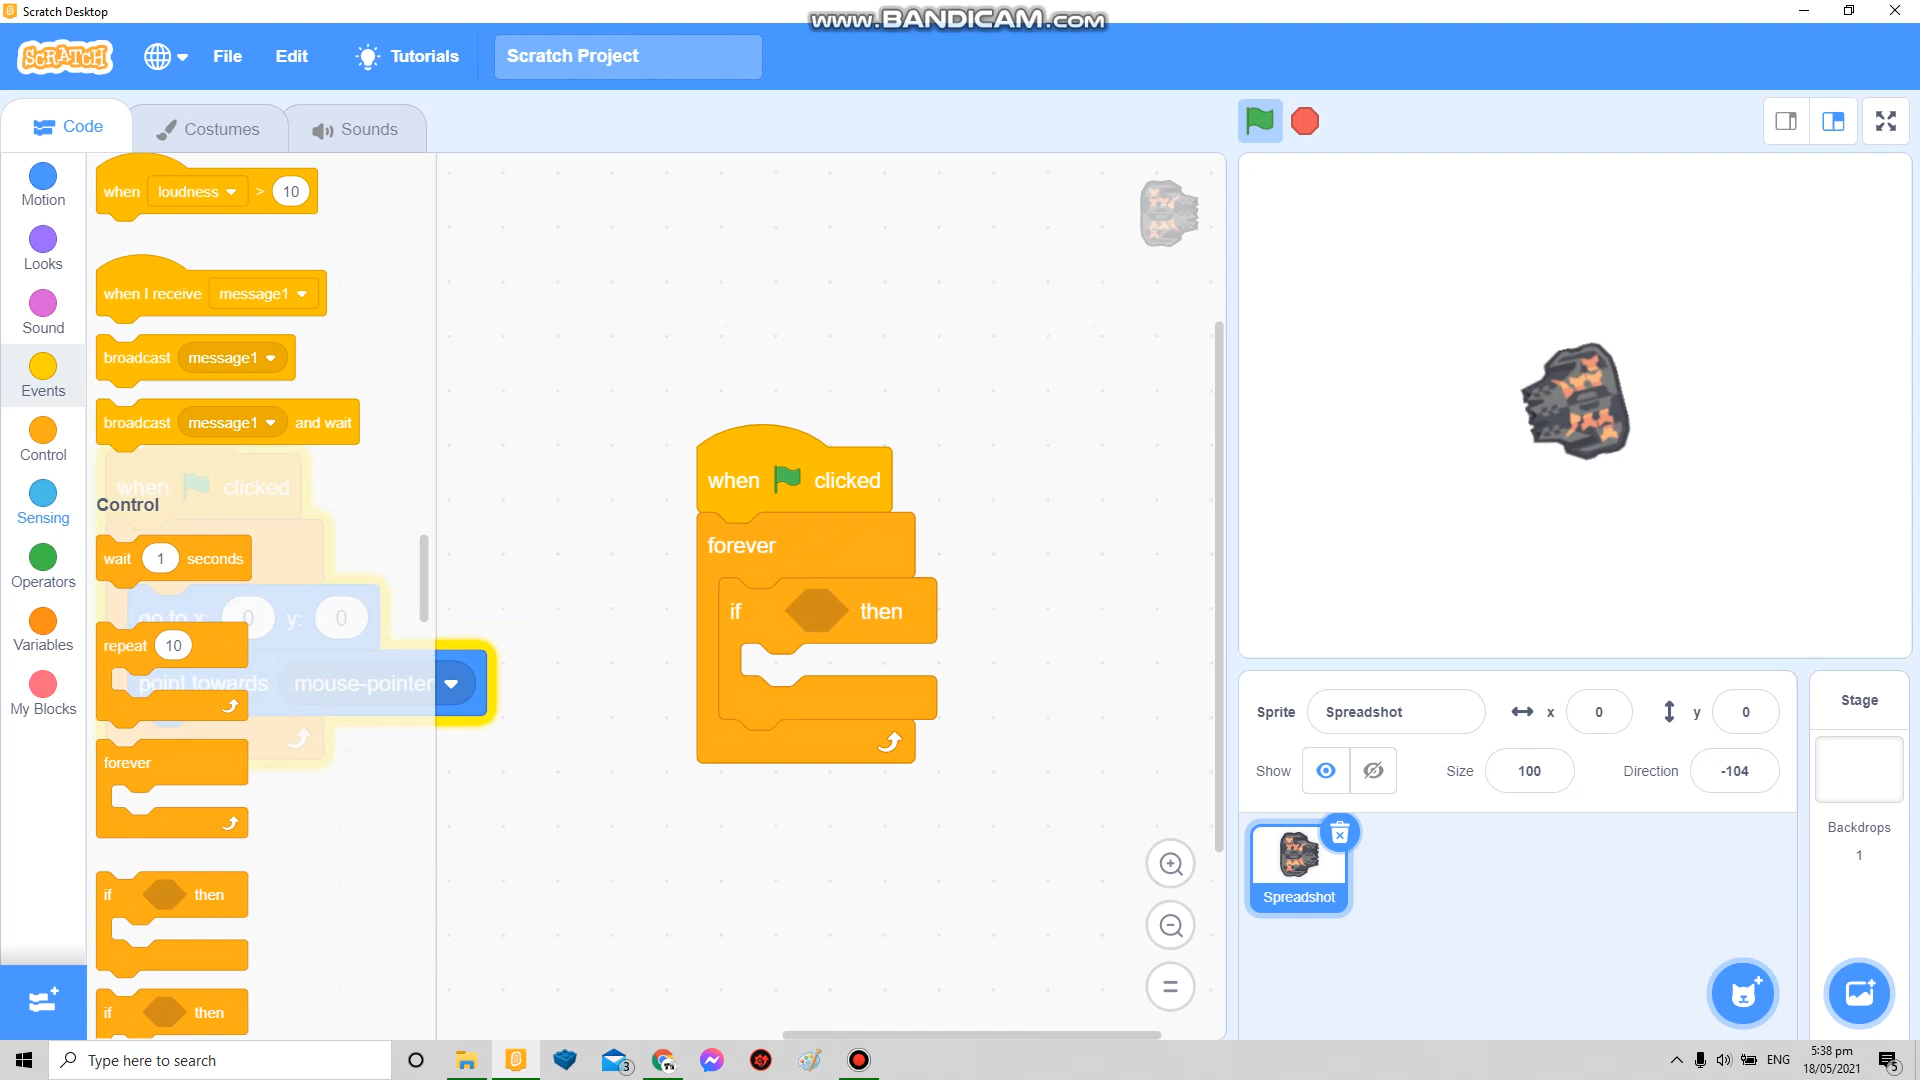 Scratch Desktop
www.BANDICAM.com
SCRATCH
File
Edit
Tutorials
Scratch Project
Code
Costumes
Sounds
Motion
Looks
Sound
Events
Control
Sensing
Operators
Variables
My Blocks
when loudness > 10
when I receive message1
broadcast message1
broadcast message1 and wait
when clicked
Control
wait 1 seconds
go to x: 0 y: 0
repeat 10
point towards mouse-pointer
forever
if then
if then
when clicked
forever
if then
Sprite
Spreadshot
x 0
y 0
Show
Size 100
Direction -104
Spreadshot
Stage
Backdrops
1
Type here to search
3
ENG
5:38 pm
18/05/2021
5